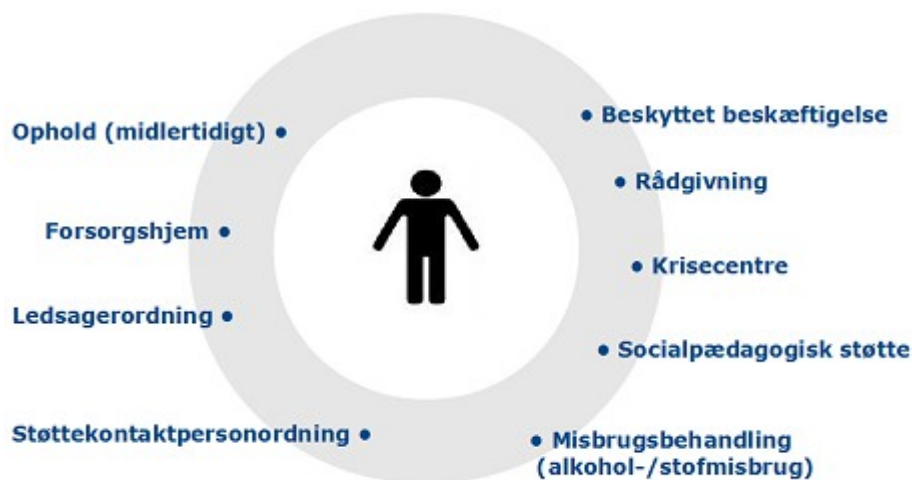 Ophold (midlertidigt)
Forsorgshjem
Ledsagerordning
Støttekontaktpersonordning
Beskyttet beskæftigelse
Rådgivning
Krisecentre
Socialpædagogisk støtte
Misbrugsbehandling
(alkohol-/stofmisbrug)